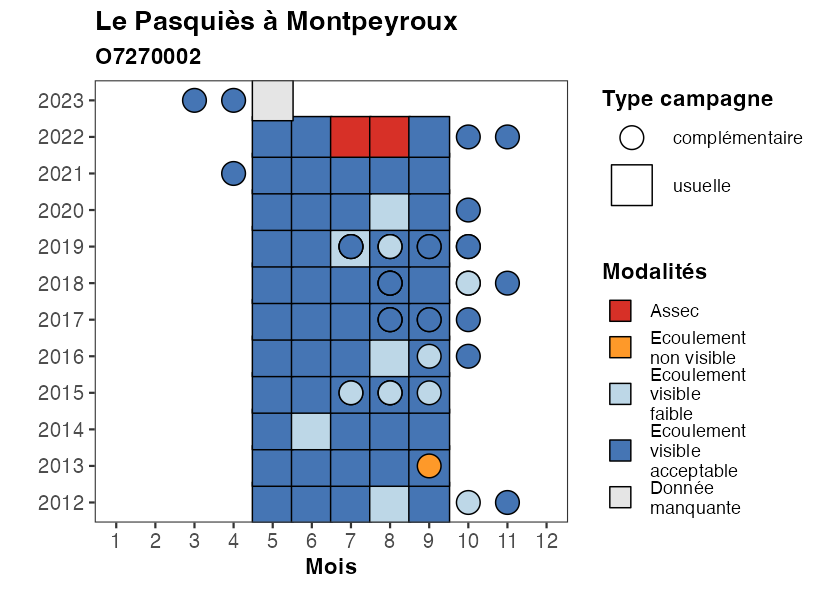 Le Pasquiès à Montpeyroux
O7270002
2023
2022
2021
2020
2019
2018
2017
2016
2015
2014
2013
2012
1 2 3 4 5 6 7 8 9 10 11 12
Mois
Type campagne
complémentaire
usuelle
Modalités
Assec
Ecoulement
non visible
Ecoulement
visible
faible
Ecoulement
visible
acceptable
Donnée
manquante